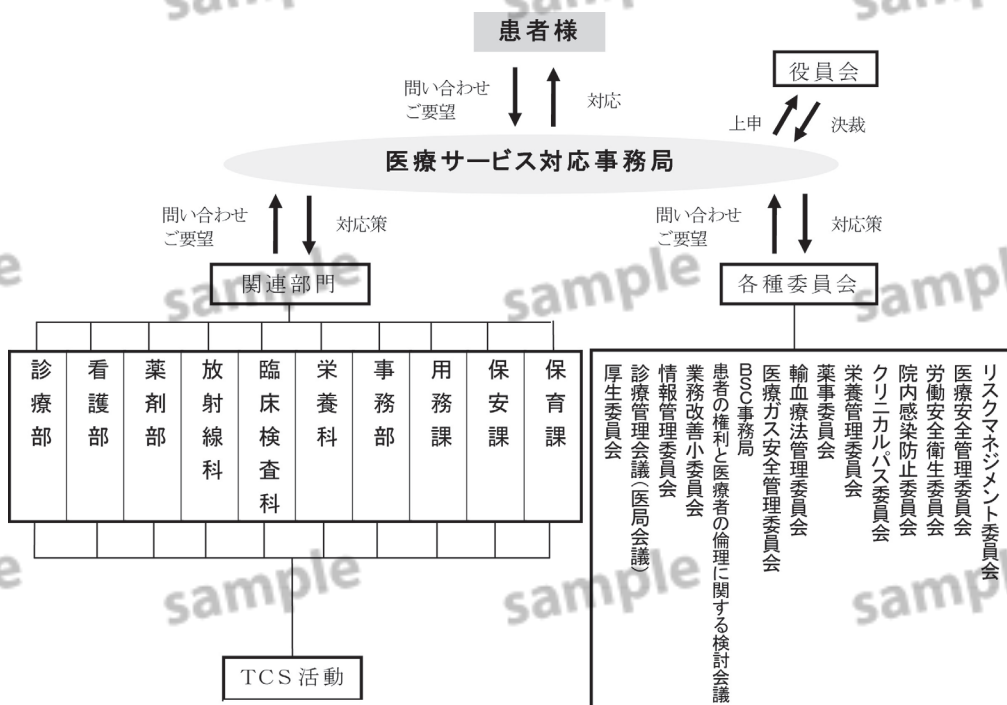 sample
sample
sample
患者様
役員会
問い合わせ
ご要望
対応
上申
決裁
医療サービス対応事務局
問い合わせ
ご要望
対応策
問い合わせ
ご要望
対応策
関連部門
各種委員会
sample
sample
sample
診療部
看護部
薬剤部
放射線科
臨床検査科
栄養科
事務部
用務課
保安課
保育課
リスクマネジメント委員会
医療安全管理委員会
労働安全衛生委員会
院内感染防止委員会
クリニカルパス委員会
栄養管理委員会
薬事委員会
輸血療法管理委員会
医療ガス安全管理委員会
BSC事務局
患者の権利と医療者の倫理に関する検討会議
業務改善小委員会
情報管理委員会
診療管理会議(医局会議)
厚生委員会
sample
sample
sample
TCS活動